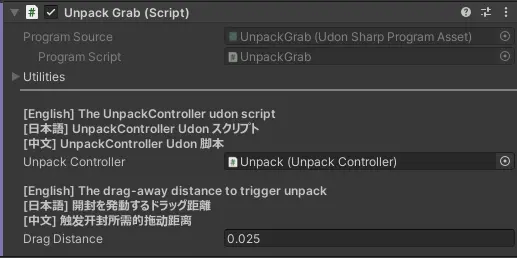 Unpack Grab (Script)
Program Source UnpackGrab (Udon Sharp Program Asset)
Program Script UnpackGrab
Utilities
[English] The UnpackController udon script
[日本語] UnpackController Udon スクリプト
[中文] UnpackController Udon 脚本
Unpack Controller Unpack (Unpack Controller)
[English] The drag-away distance to trigger unpack
[日本語] 開封を発動するドラッグ距離
[中文] 触发开封所需的拖动距离
Drag Distance 0.025